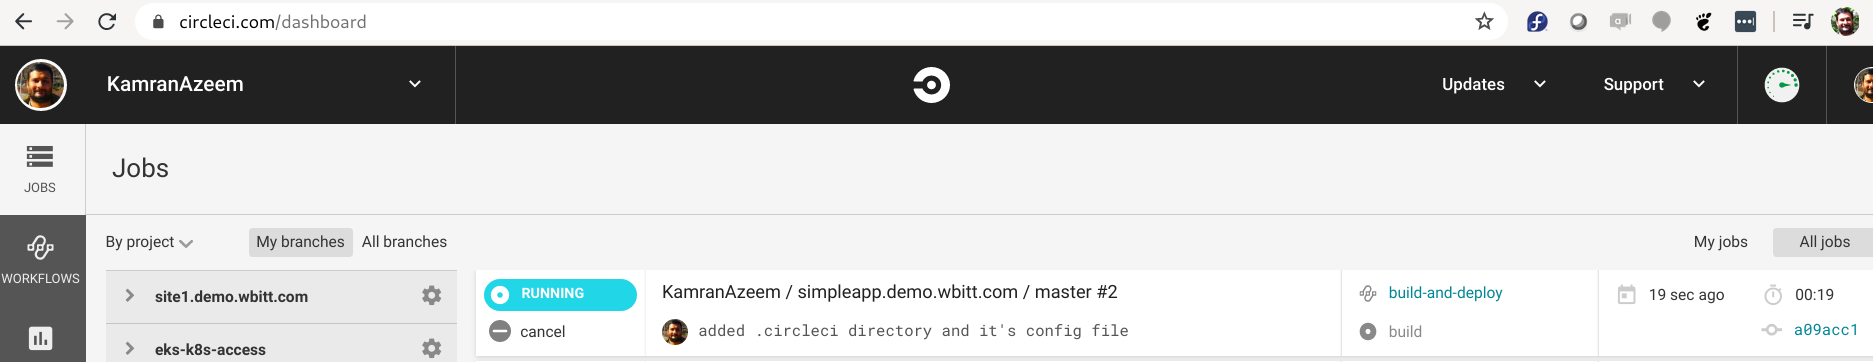 circleci.com/dashboard
KamranAzeem
Updates
Support
JOBS
Jobs
WORKFLOWS
By project
My branches
All branches
My jobs
All jobs
site1.demo.wbitt.com
eks-k8s-access
RUNNING
cancel
KamranAzeem / simpleapp.demo.wbitt.com / master #2
added .circleci directory and it's config file
build-and-deploy
build
19 sec ago
00:19
a09acc1